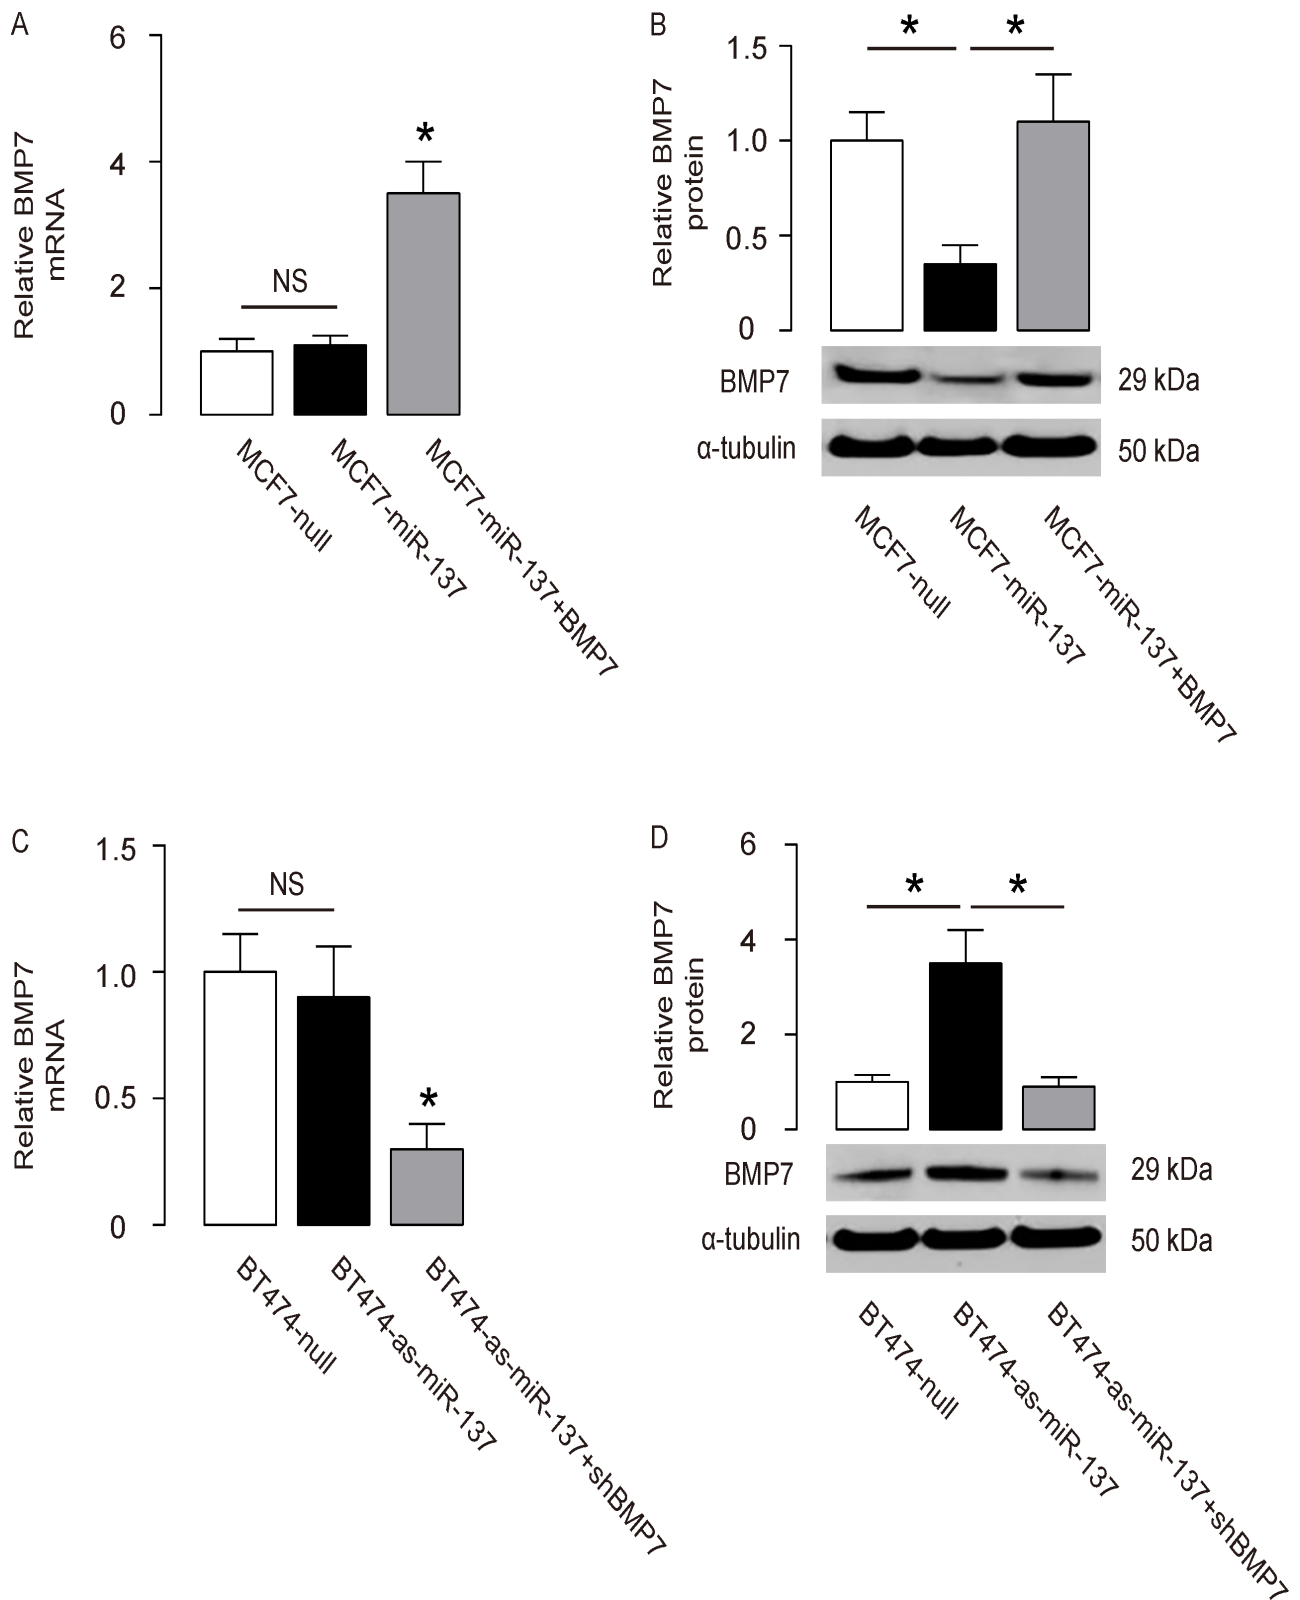 A
6
4
2
0
Relative BMP7
mRNA
NS
*
MCF7-null
MCF7-miR-137
MCF7-miR-137+BMP7
B
1.5
1.0
0.5
0
Relative BMP7
protein
* *
BMP7
29 kDa
α-tubulin
50 kDa
MCF7-null
MCF7-miR-137
MCF7-miR-137+BMP7
C
1.5
1.0
0.5
0
Relative BMP7
mRNA
NS
*
BT474-null
BT474-as-miR-137
BT474-as-miR-137+shBMP7
D
6
4
2
0
Relative BMP7
protein
* *
BMP7
29 kDa
α-tubulin
50 kDa
BT474-null
BT474-as-miR-137
BT474-as-miR-137+shBMP7